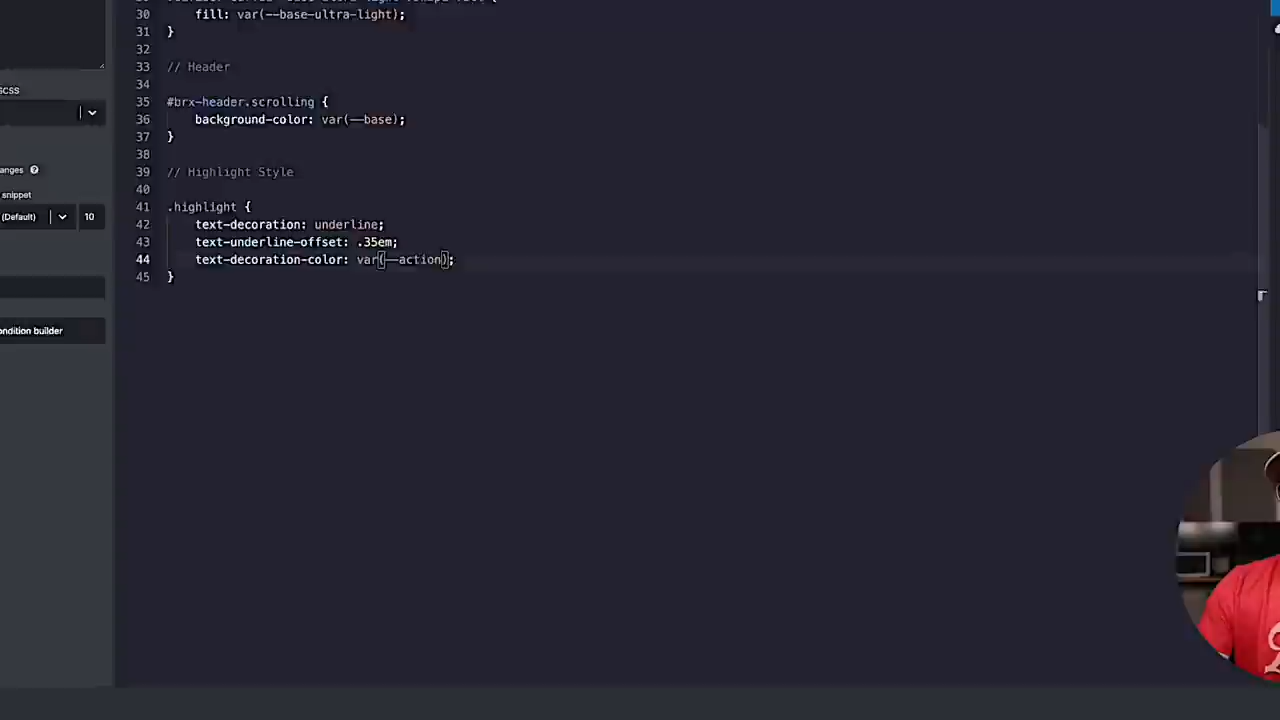 30 fill: var(--base-ultra-light);
31 }
32
33 // Header
34
35 #brx-header.scrolling {
36 background-color: var(--base);
37 }
38
39 // Highlight Style
40
41 .highlight {
42 text-decoration: underline;
43 text-underline-offset: .35em;
44 text-decoration-color: var(--action);
45 }
scss
anges
snippet
(Default) 10
ondition builder